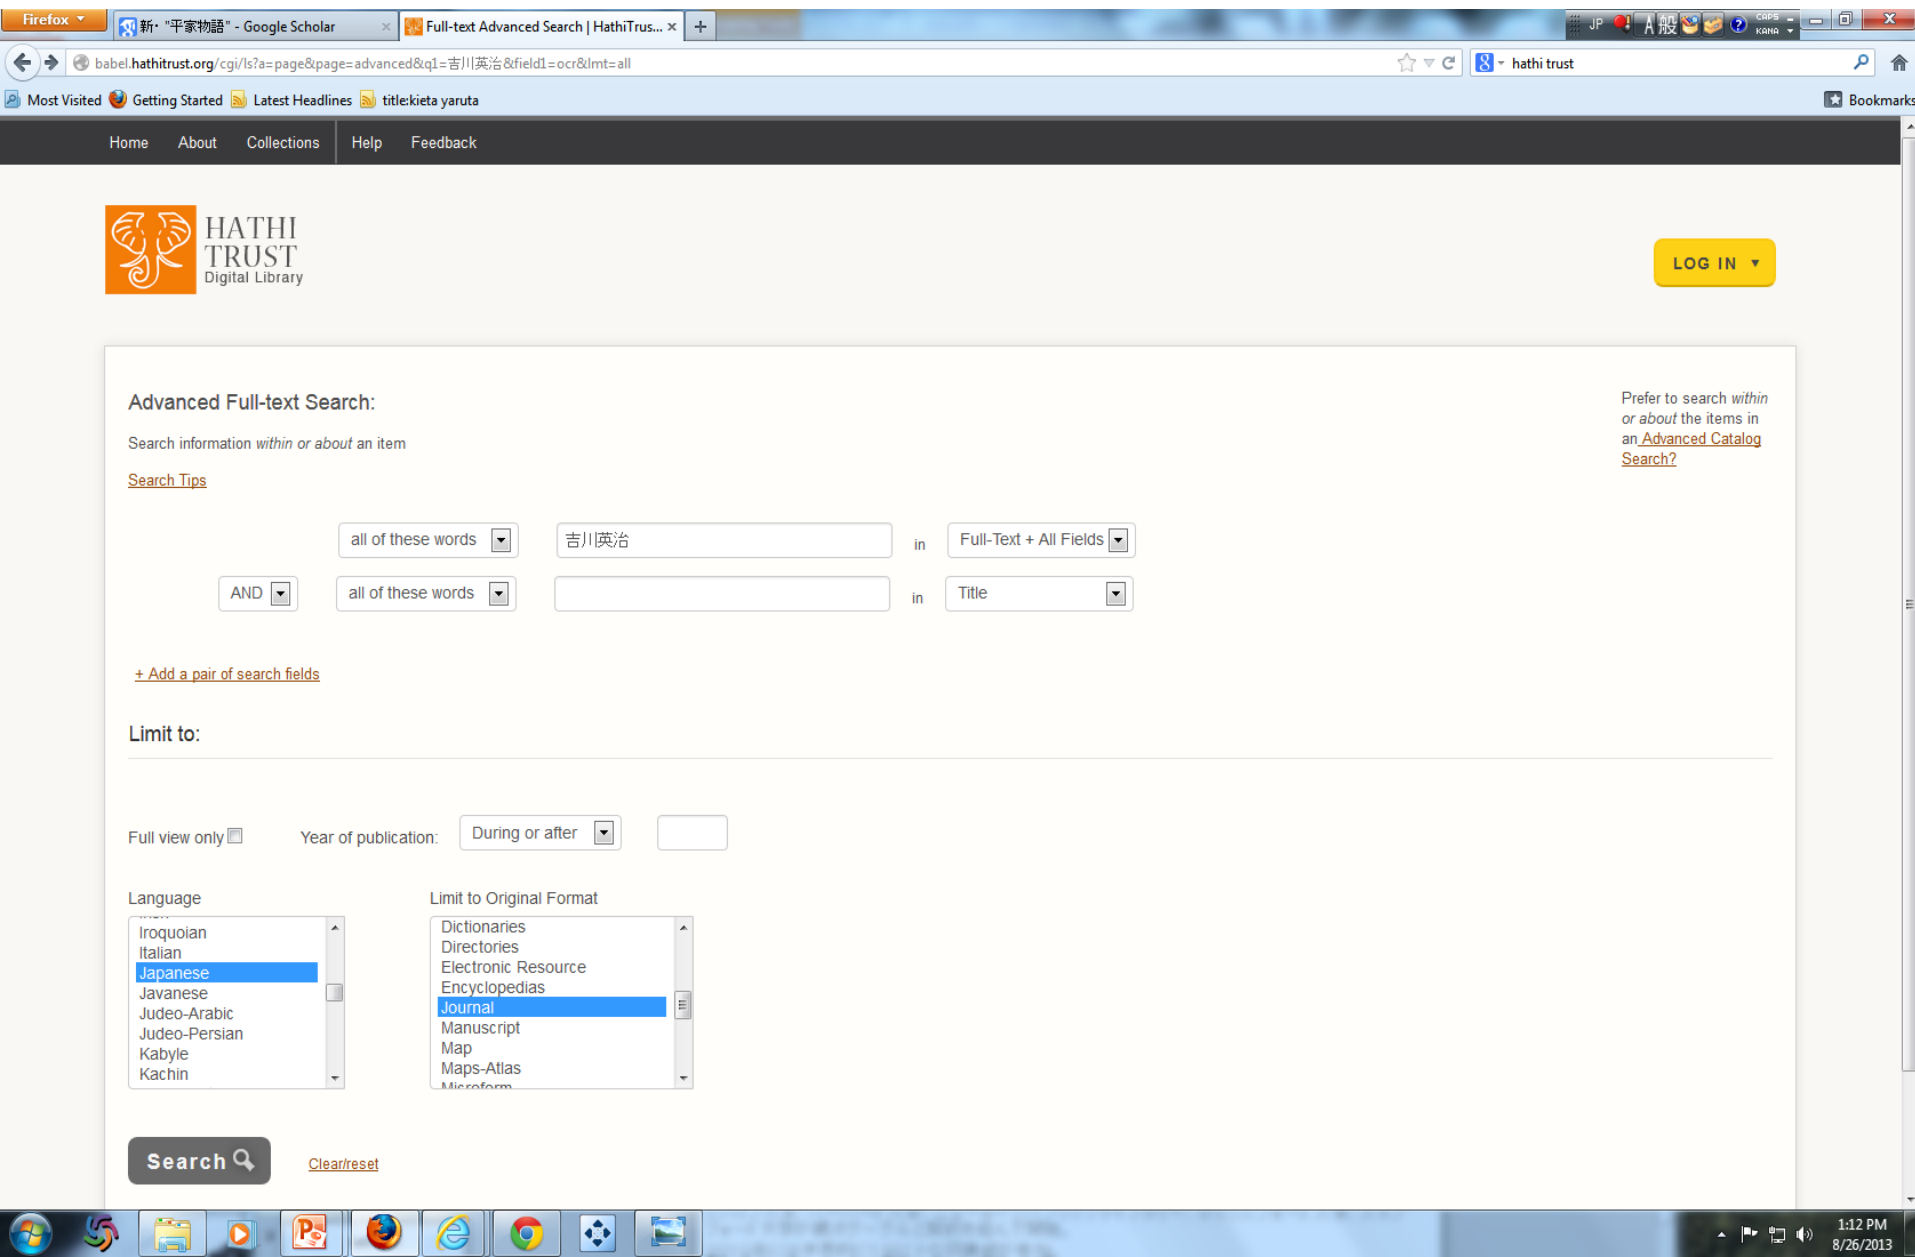 Firefox
新・ "平家物語" - Google Scholar
Full-text Advanced Search | HathiTrus...
JP
A 般
CAPS
KANA
babel.hathitrust.org/cgi/ls?a=page&page=advanced&q1=吉川英治&field1=ocr&lmt=all
hathi trust
Most Visited
Getting Started
Latest Headlines
title:kieta yaruta
Bookmarks
Home
About
Collections
Help
Feedback
HATHI
TRUST
Digital Library
LOG IN
Advanced Full-text Search:
Search information within or about an item
Search Tips
Prefer to search within
or about the items in
an Advanced Catalog
Search?
all of these words
吉川英治
in
Full-Text + All Fields
AND
all of these words
in
Title
+ Add a pair of search fields
Limit to:
Full view only
Year of publication:
During or after
Language
Iroquoian
Italian
Japanese
Javanese
Judeo-Arabic
Judeo-Persian
Kabyle
Kachin
Limit to Original Format
Dictionaries
Directories
Electronic Resource
Encyclopedias
Journal
Manuscript
Map
Maps-Atlas
Microform
Search
Clear/reset
1:12 PM
8/26/2013